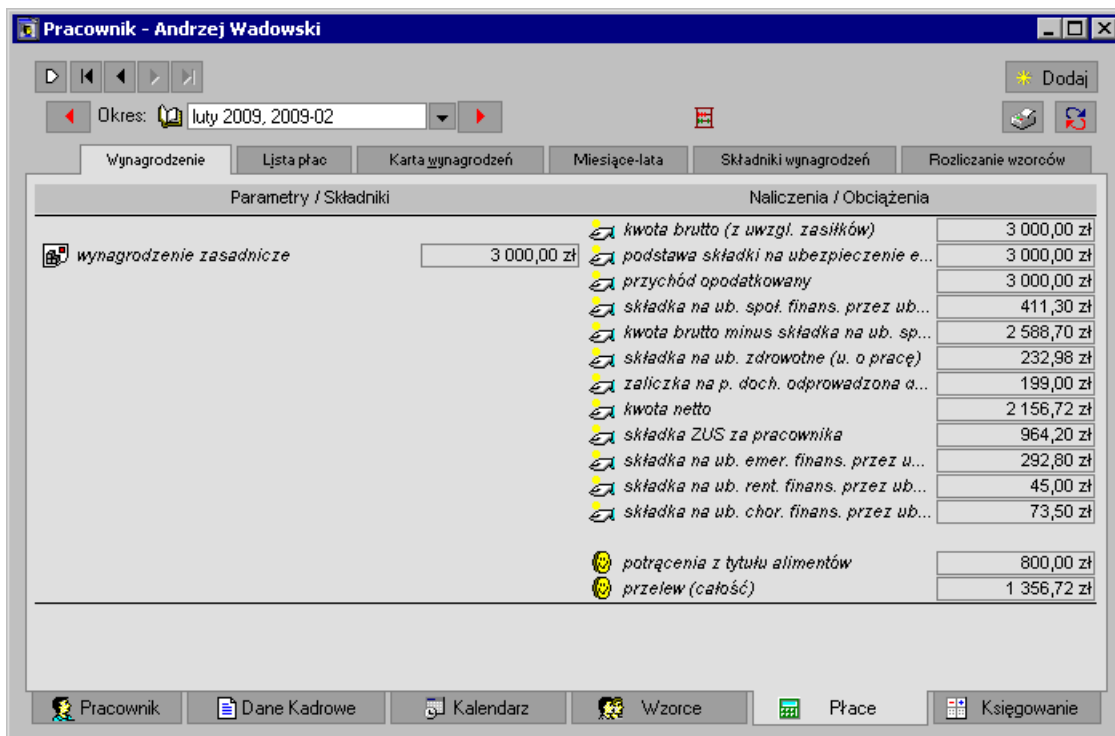 Pracownik - Andrzej Wadowski
Dodaj
Okres: luty 2009, 2009-02
Wynagrodzenie Lista płac Karta wynagrodzeń Miesiące-lata Składniki wynagrodzeń Rozliczanie wzorców
Parametry / Składniki Naliczenia / Obciążenia
kwota brutto (z uwzgl. zasiłków) 3 000,00 zł
wynagrodzenie zasadnicze 3 000,00 zł podstawa składki na ubezpieczenie e... 3 000,00 zł
przychód opodatkowany 3 000,00 zł
składka na ub. społ. finans. przez ub... 411,30 zł
kwota brutto minus składka na ub. sp... 2 588,70 zł
składka na ub. zdrowotne (u. o pracę) 232,98 zł
zaliczka na p. doch. odprowadzona d... 199,00 zł
kwota netto 2 156,72 zł
składka ZUS za pracownika 964,20 zł
składka na ub. emer. finans. przez u... 292,80 zł
składka na ub. rent. finans. przez ub... 45,00 zł
składka na ub. chor. finans. przez ub... 73,50 zł
potrącenia z tytułu alimentów 800,00 zł
przelew (całość) 1 356,72 zł
Pracownik Dane Kadrowe Kalendarz Wzorce Płace Księgowanie